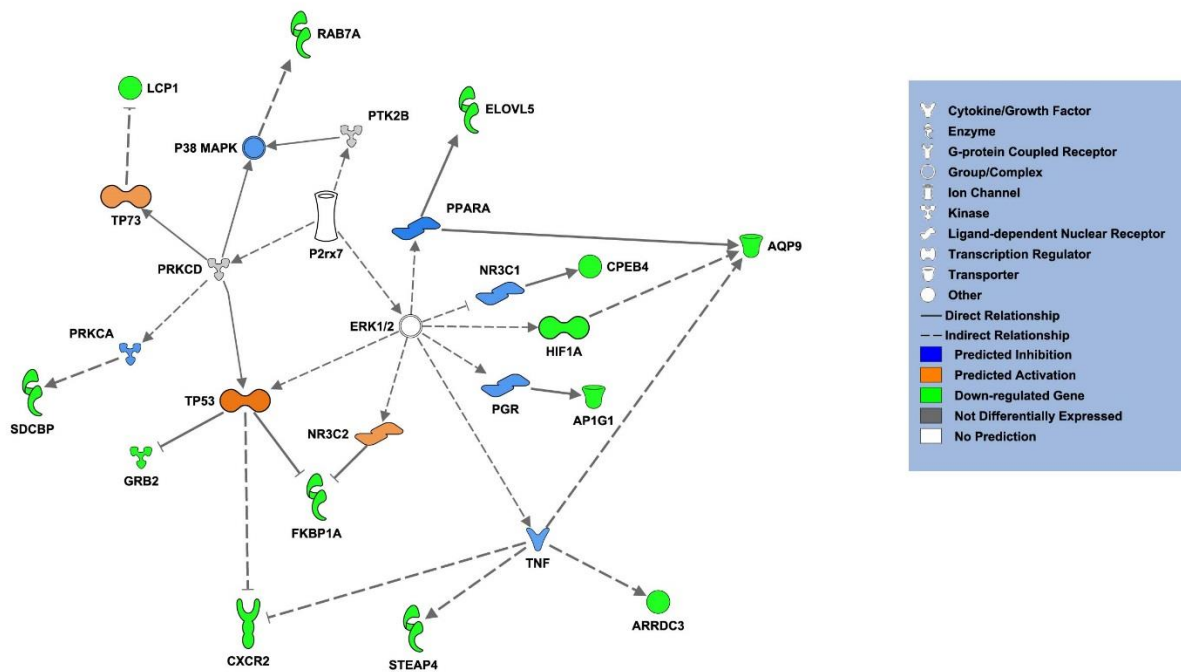 RAB7A
LCP1
PTK2B
ELOVL5
P38 MAPK
TP73
PPARA
P2rx7
AQP9
PRKCD
NR3C1
CPEB4
ERK1/2
HIF1A
PRKCA
SDCBP
TP53
PGR
AP1G1
NR3C2
GRB2
FKBP1A
TNF
ARRDC3
CXCR2
STEAP4
Cytokine/Growth Factor
Enzyme
G-protein Coupled Receptor
Group/Complex
Ion Channel
Kinase
Ligand-dependent Nuclear Receptor
Transcription Regulator
Transporter
Other
Direct Relationship
Indirect Relationship
Predicted Inhibition
Predicted Activation
Down-regulated Gene
Not Differentially Expressed
No Prediction